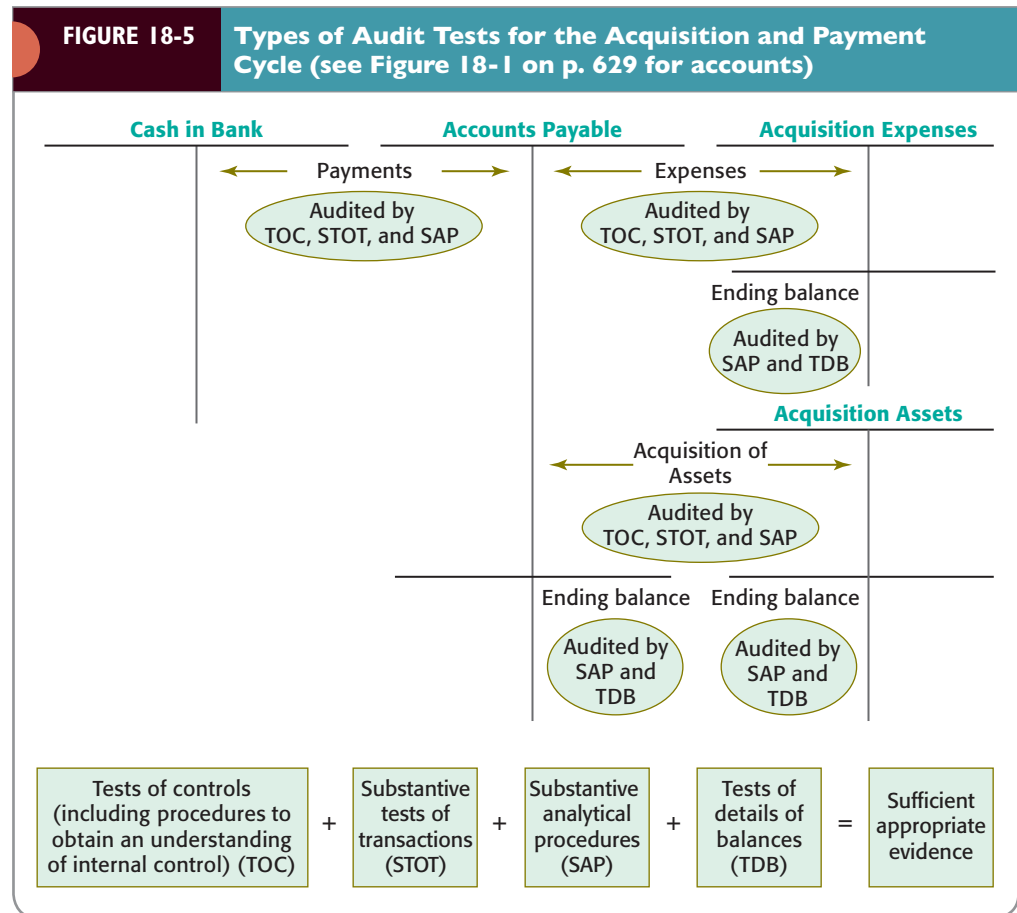 FIGURE 18-5
Types of Audit Tests for the Acquisition and Payment
Cycle (see Figure 18-1 on p. 629 for accounts)
Cash in Bank
Accounts Payable
Acquisition Expenses
Payments
Expenses
Audited by
TOC, STOT, and SAP
Audited by
TOC, STOT, and SAP
Ending balance
Audited by
SAP and TDB
Acquisition Assets
Acquisition of
Assets
Audited by
TOC, STOT, and SAP
Ending balance
Ending balance
Audited by
SAP and
TDB
Audited by
SAP and
TDB
Tests of controls
(including procedures to
obtain an understanding
of internal control) (TOC)
+
Substantive
tests of
transactions
(STOT)
+
Substantive
analytical
procedures
(SAP)
+
Tests of
details of
balances
(TDB)
=
Sufficient
appropriate
evidence